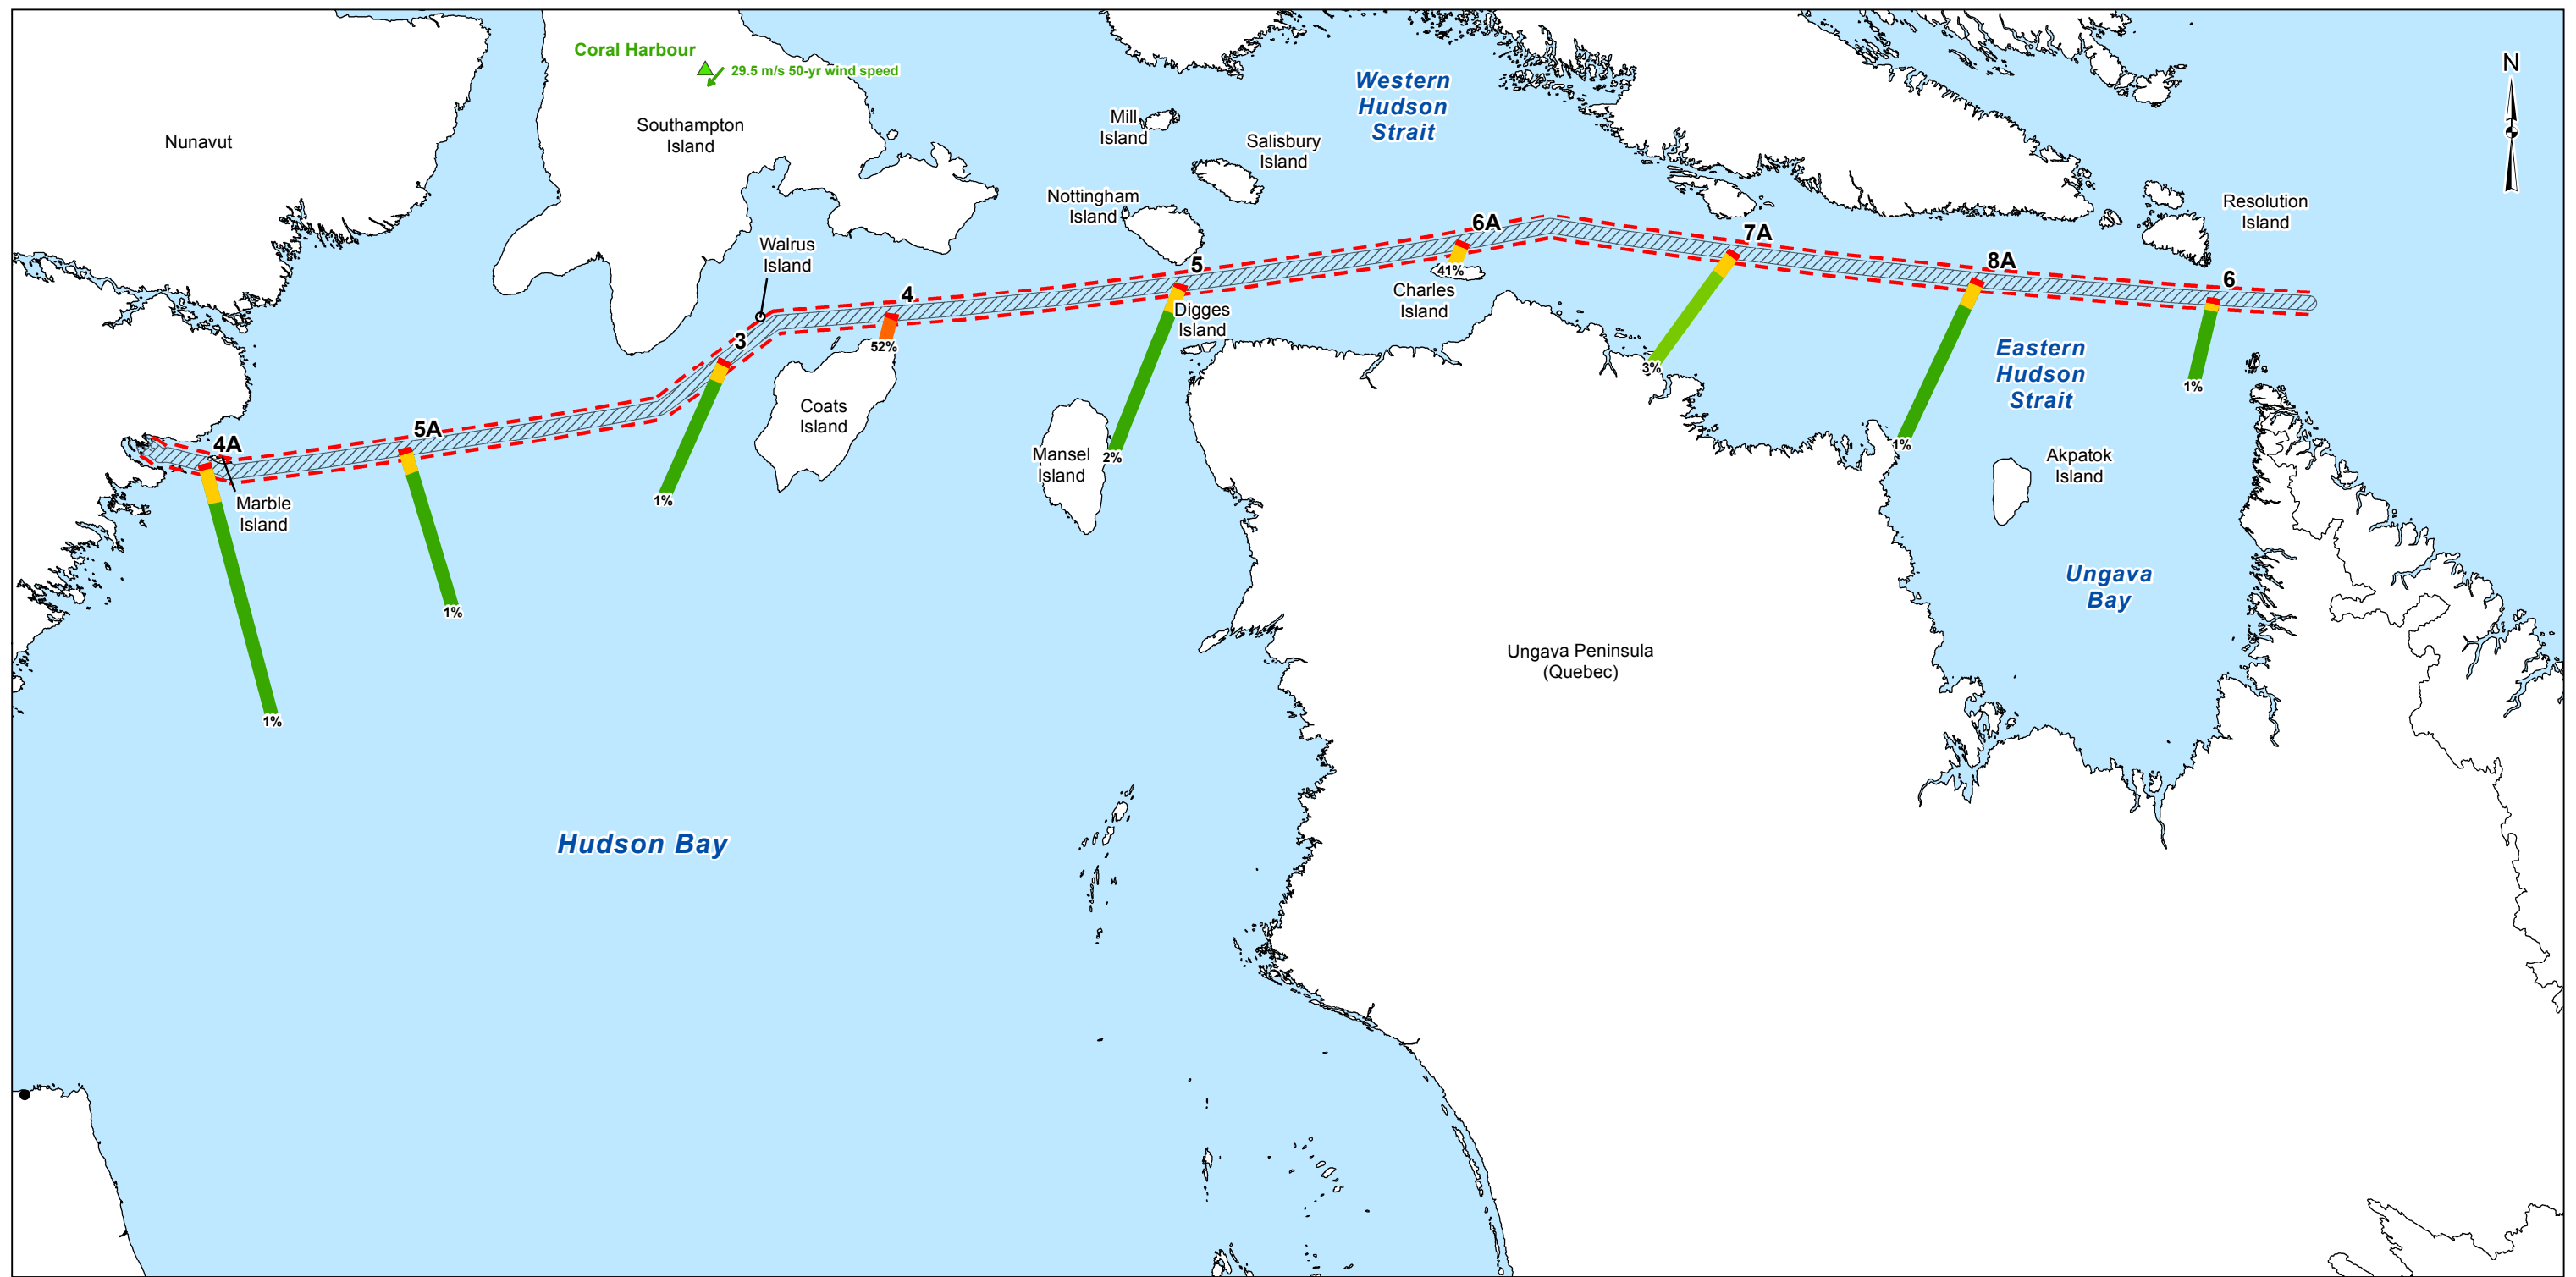 Coral Harbour
29.5 m/s 50-yr wind speed
N
Western
Hudson
Strait
Mill
Island
Salisbury
Island
Southampton
Island
Nunavut
Nottingham
Island
Resolution
Island
Walrus
Island
6A
7A
8A
5
6
4
41%
Charles
Island
Digges
Island
3
52%
3%
1%
Eastern
Hudson
Strait
Coats
Island
4A
5A
Mansel
Island
2%
1%
Akpatok
Island
1%
Marble
Island
Ungava
Bay
1%
Ungava Peninsula
(Quebec)
1%
Hudson Bay